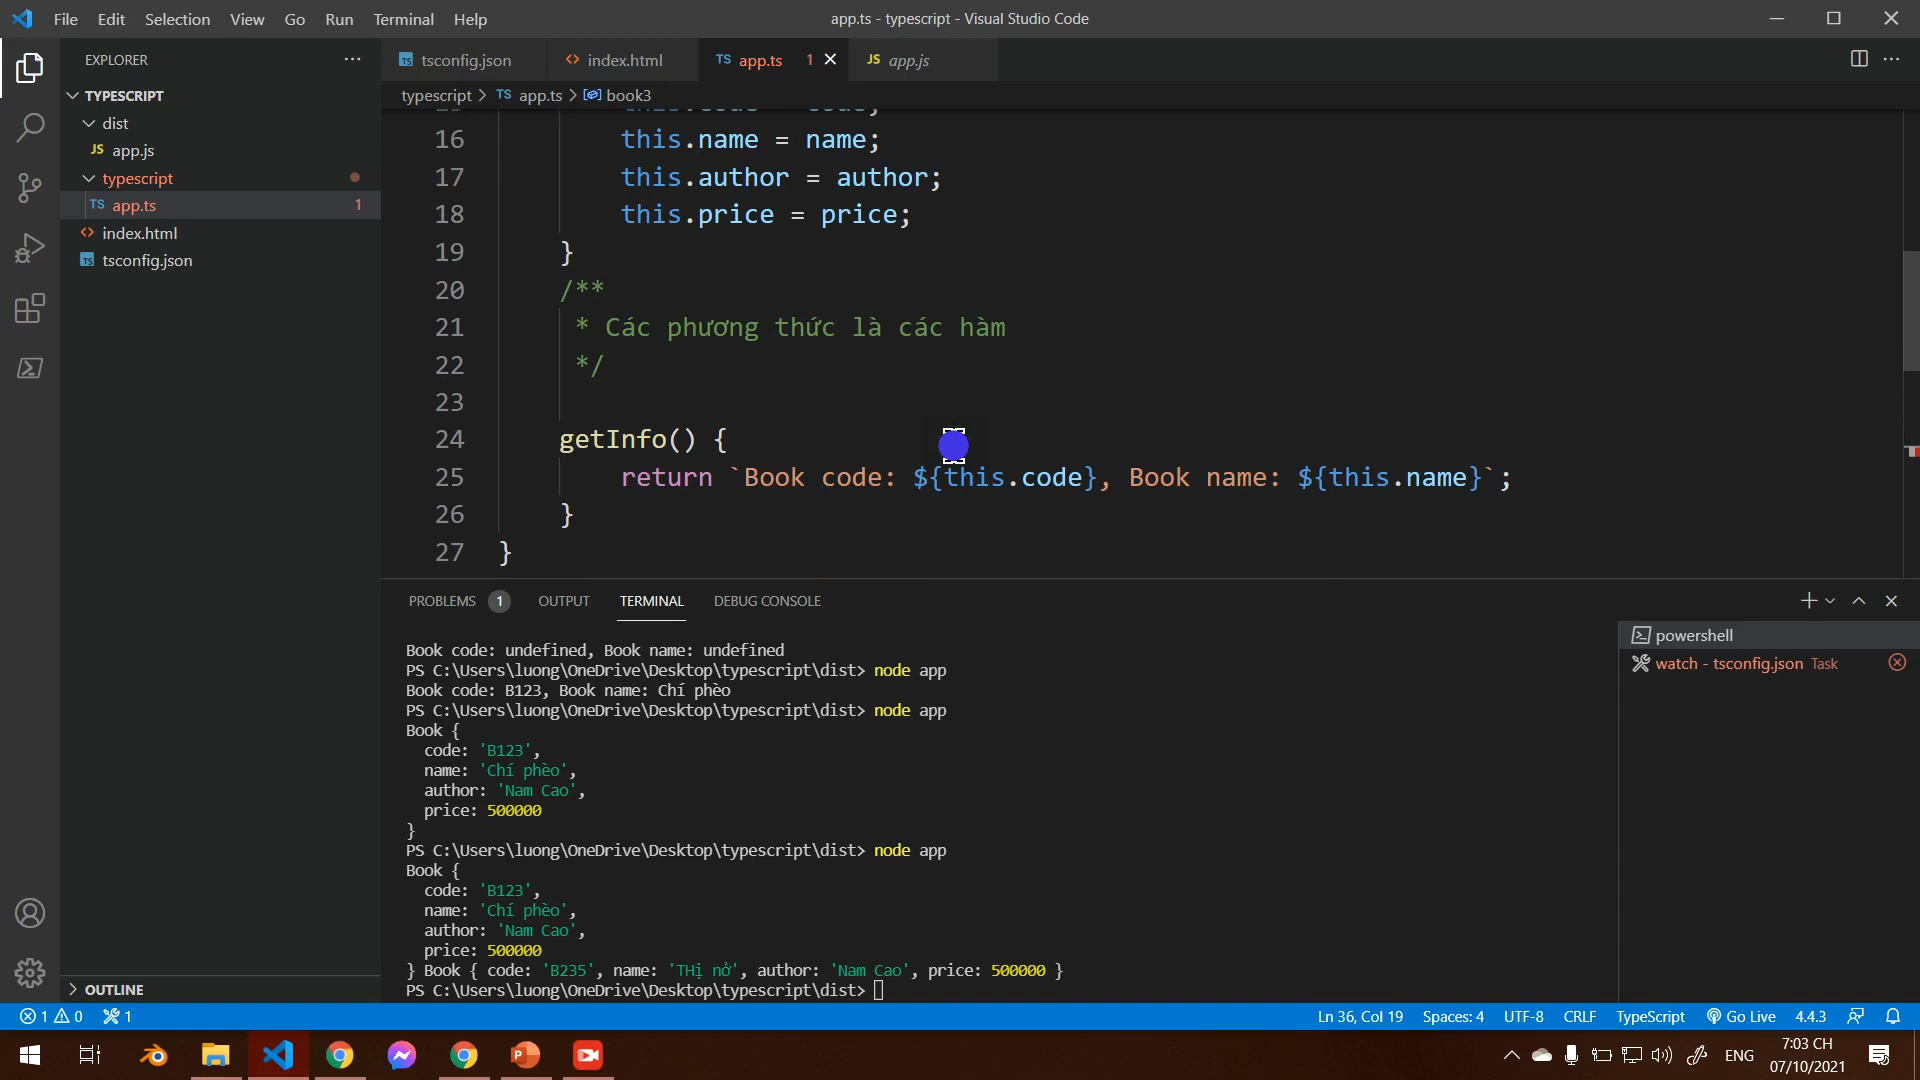 File Edit Selection View Go Run Terminal Help
app.ts - typescript - Visual Studio Code
EXPLORER
TYPESCRIPT
dist
JS app.js
typescript
TS app.ts 1
index.html
TS tsconfig.json
OUTLINE
TS tsconfig.json
index.html
TS app.ts 1
JS app.js
typescript > TS app.ts > book3
16 this.name = name;
17 this.author = author;
18 this.price = price;
19 }
20 /**
21 * Các phương thức là các hàm
22 */
23
24 getInfo() {
25 return `Book code: ${this.code}, Book name: ${this.name}`;
26 }
27 }
PROBLEMS 1 OUTPUT TERMINAL DEBUG CONSOLE
Book code: undefined, Book name: undefined
PS C:\Users\luong\OneDrive\Desktop\typescript\dist> node app
Book code: B123, Book name: Chí phèo
PS C:\Users\luong\OneDrive\Desktop\typescript\dist> node app
Book {
code: 'B123',
name: 'Chí phèo',
author: 'Nam Cao',
price: 500000
}
PS C:\Users\luong\OneDrive\Desktop\typescript\dist> node app
Book {
code: 'B123',
name: 'Chí phèo',
author: 'Nam Cao',
price: 500000
} Book { code: 'B235', name: 'THị nở', author: 'Nam Cao', price: 500000 }
PS C:\Users\luong\OneDrive\Desktop\typescript\dist>
powershell
watch - tsconfig.json Task
1 0 1
Ln 36, Col 19 Spaces: 4 UTF-8 CRLF TypeScript Go Live 4.4.3
ENG
7:03 CH
07/10/2021